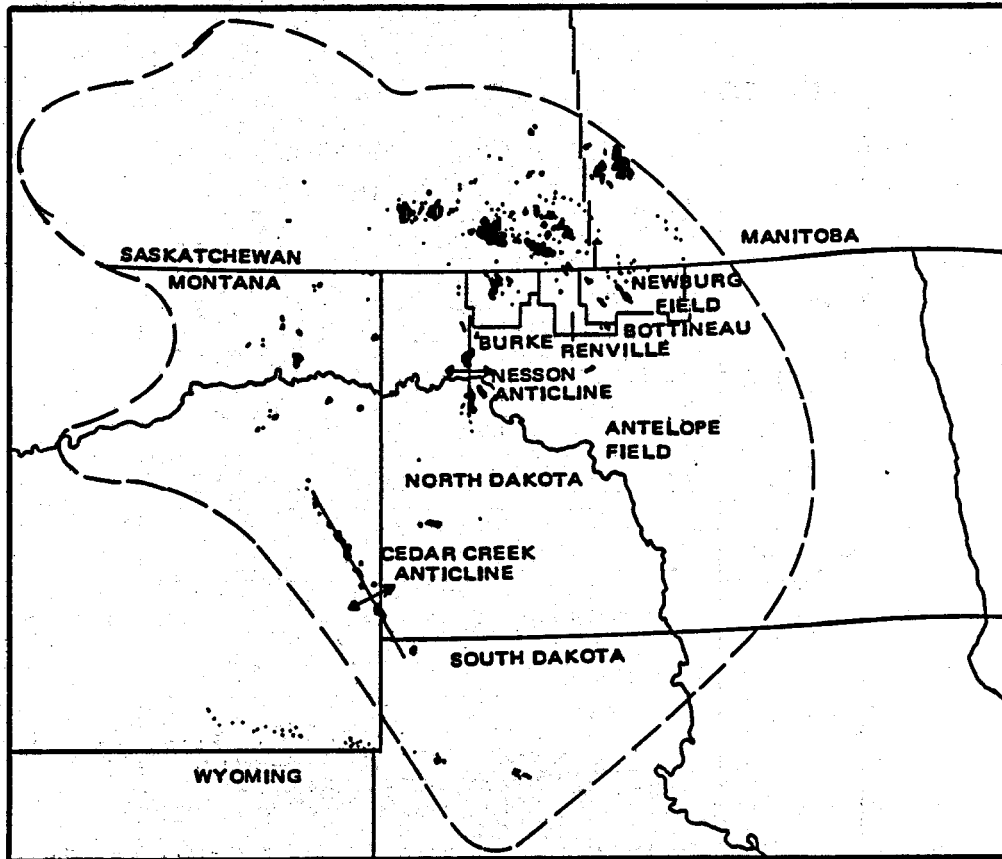 MANITOBA
SASKATCHEWAN
MONTANA
NEWBURG
FIELD
BOTTINEAU
BURKE
RENVILLE
NESSON
ANTICLINE
ANTELOPE
FIELD
NORTH DAKOTA
CEDAR CREEK
ANTICLINE
SOUTH DAKOTA
WYOMING